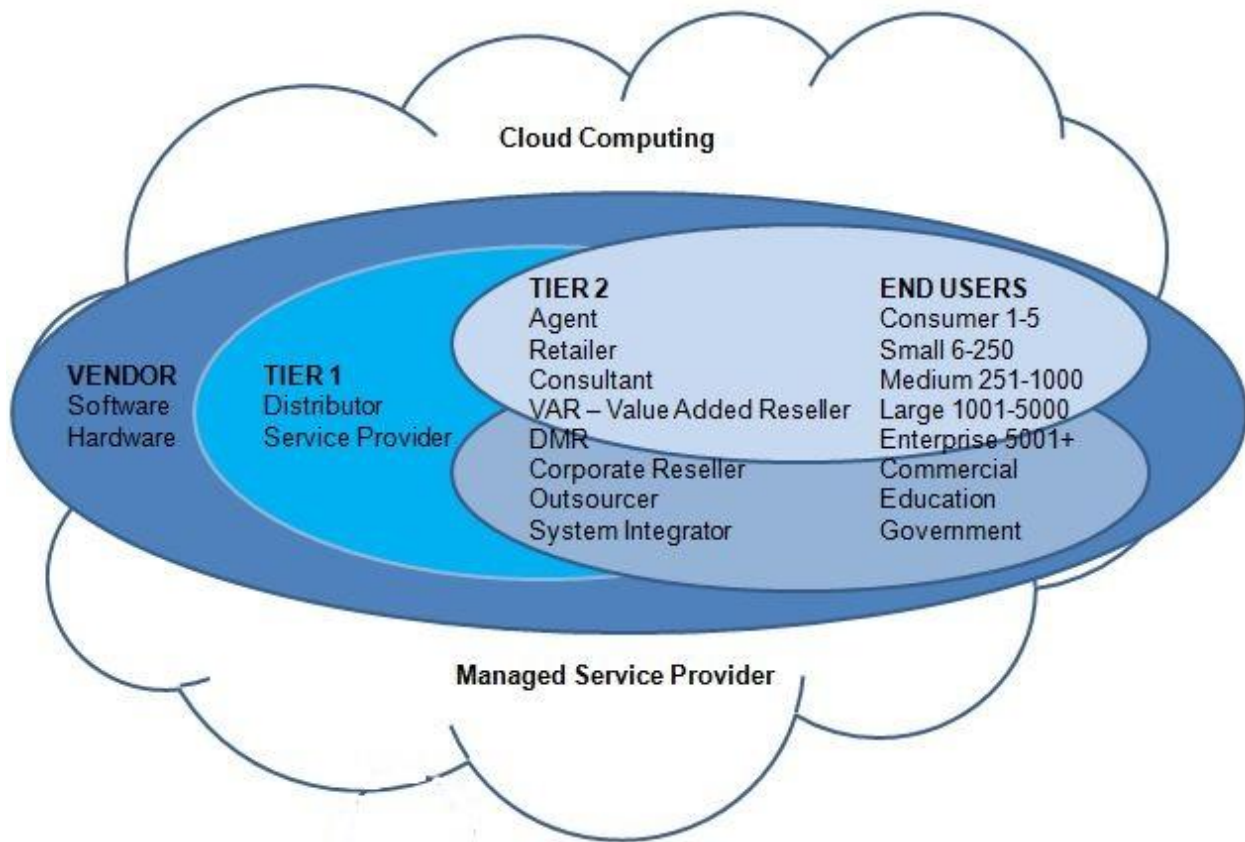 Cloud Computing
VENDOR
Software
Hardware
TIER 1
Distributor
Service Provider
TIER 2
Agent
Retailer
Consultant
VAR – Value Added Reseller
DMR
Corporate Reseller
Outsourcer
System Integrator
END USERS
Consumer 1-5
Small 6-250
Medium 251-1000
Large 1001-5000
Enterprise 5001+
Commercial
Education
Government
Managed Service Provider